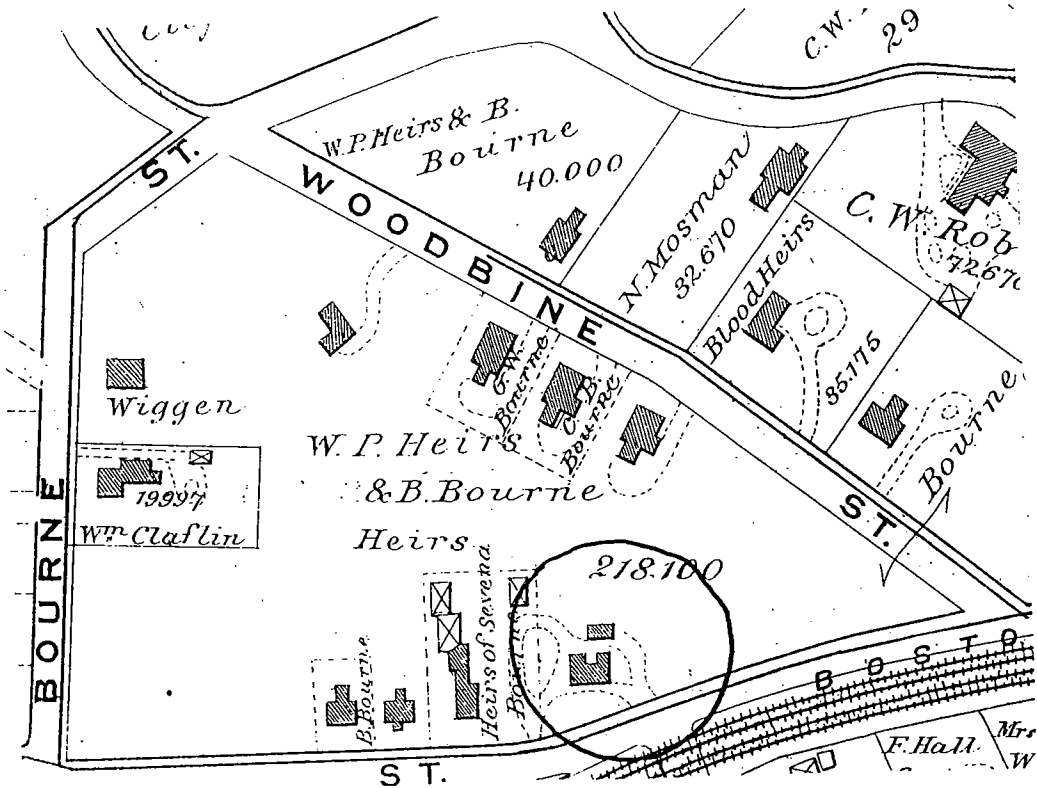 C. W.
29
ST.
W. P. Heirs & B.
Bourne
40.000
WOODBINE
N. Mosman
32.670
Blood Heirs
C. W. Rob
72.670
85.175
Bourne
Wiggen
G. W.
Bourne
C. B.
Bourne
W. P. Heirs
& B. Bourne
Heirs
19997
Wm Claflin
BOURNE
ST.
218.100
Heirs of Sevena
Bourne
B. Bourne
BOSTO
ST.
F. Hall
Mrs
W